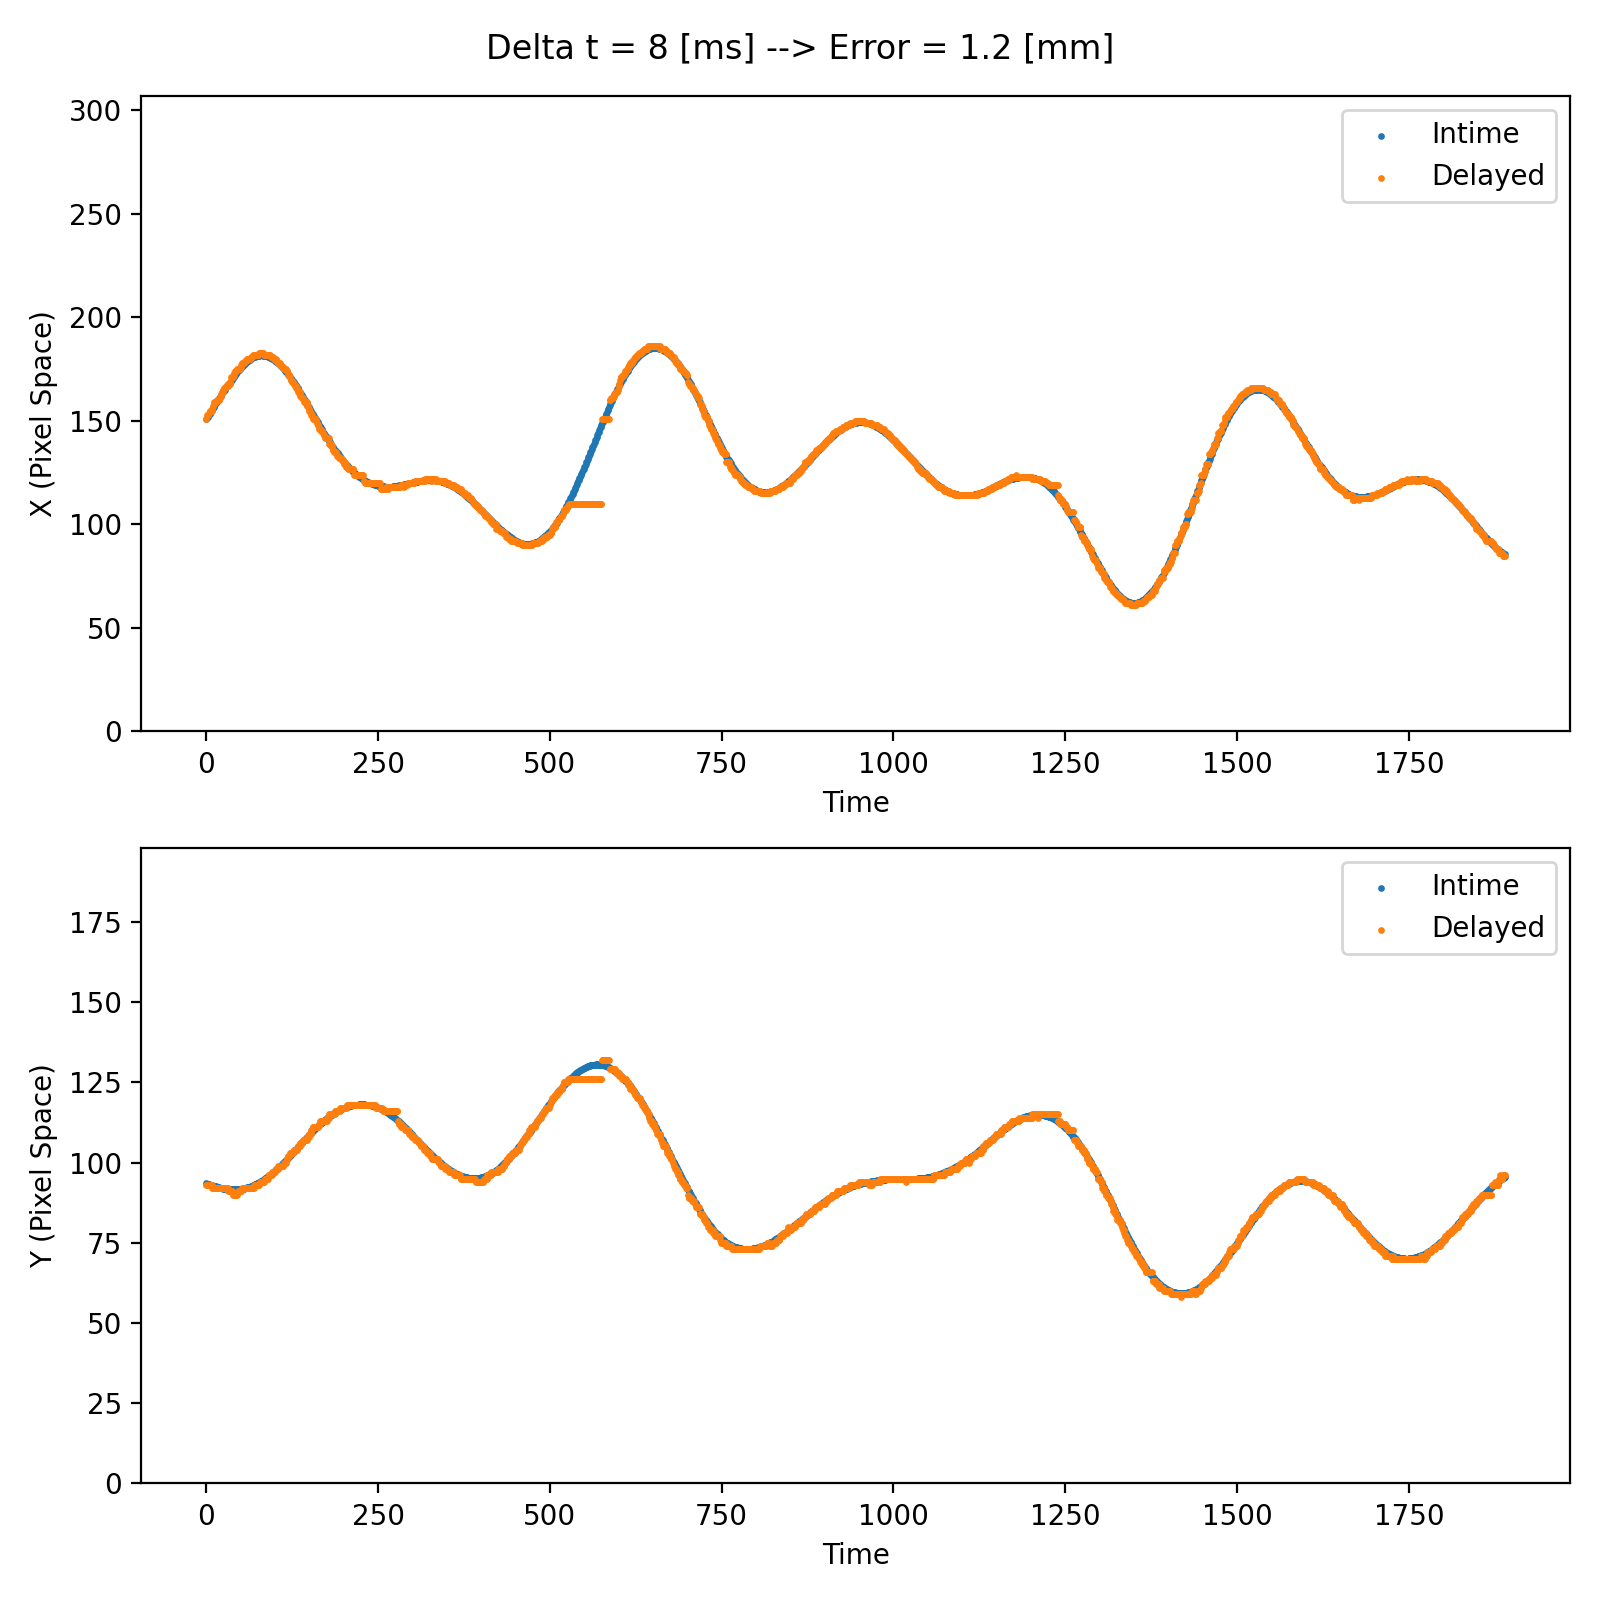 Delta t = 8 [ms] --> Error = 1.2 [mm]
300
250
200
150
100
50
0
X (Pixel Space)
Intime
Delayed
0 250 500 750 1000 1250 1500 1750
Time
175
150
125
100
75
50
25
0
Y (Pixel Space)
Intime
Delayed
0 250 500 750 1000 1250 1500 1750
Time